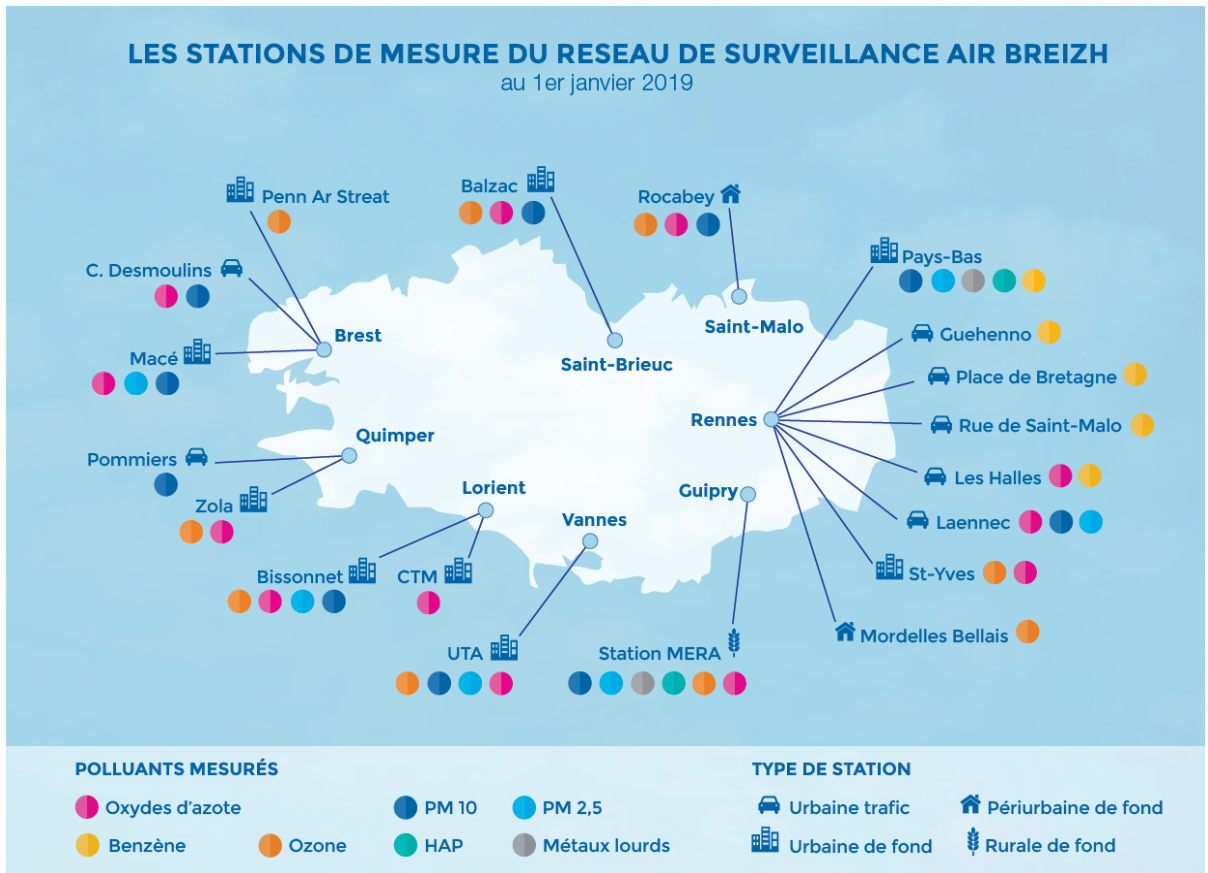 LES STATIONS DE MESURE DU RESEAU DE SURVEILLANCE AIR BREIZH
au 1er janvier 2019
Penn Ar Streat
Balzac
Rocabey
C. Desmoulins
Pays-Bas
Macé
Brest
Saint-Malo
Saint-Brieuc
Guehenno
Place de Bretagne
Rennes
Rue de Saint-Malo
Quimper
Pommiers
Zola
Lorient
Vannes
Guipry
Les Halles
Laennec
Bissonnet
CTM
St-Yves
Mordelles Bellais
UTA
Station MERA
POLLUANTS MESURÉS
Oxydes d'azote
PM 10
PM 2,5
Benzène
Ozone
HAP
Métaux lourds
TYPE DE STATION
Urbaine trafic
Périurbaine de fond
Urbaine de fond
Rurale de fond